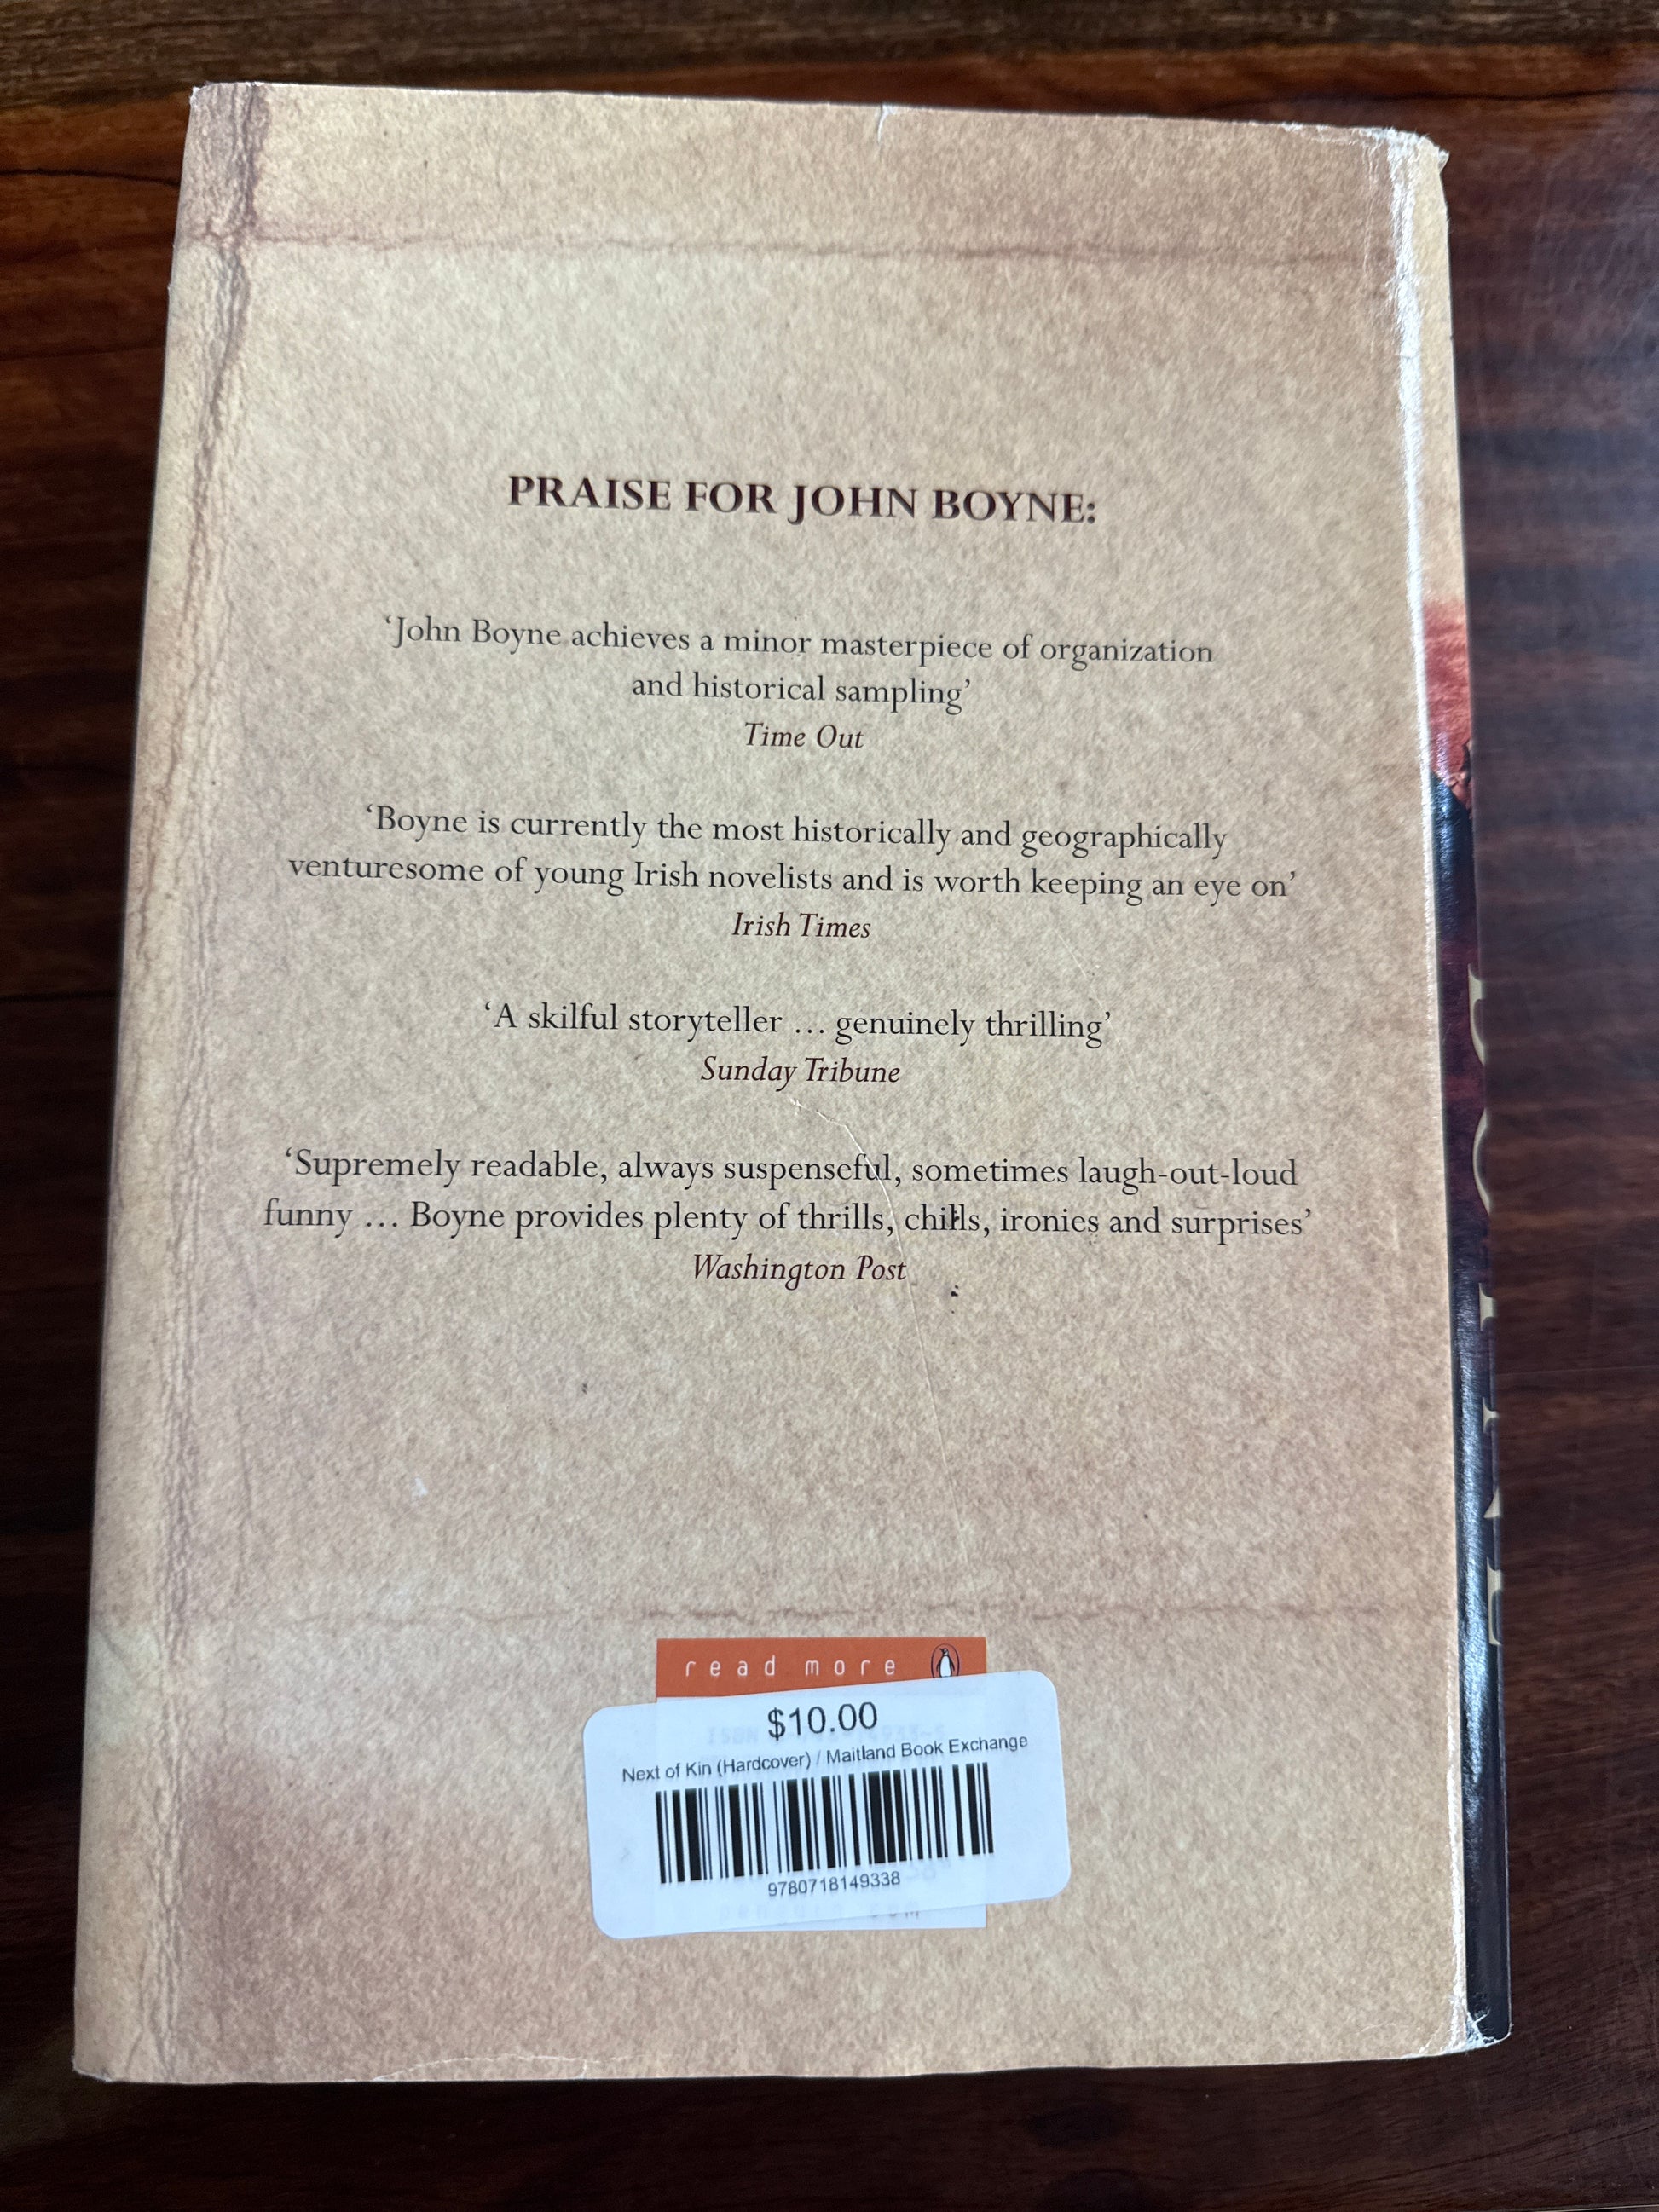 PRAISE FOR JOHN BOYNE:
‘John Boyne achieves a minor masterpiece of organization
and historical sampling’
Time Out
‘Boyne is currently the most historically and geographically
venturesome of young Irish novelists and is worth keeping an eye on’
Irish Times
‘A skilful storyteller … genuinely thrilling’
Sunday Tribune
‘Supremely readable, always suspenseful, sometimes laugh-out-loud
funny … Boyne provides plenty of thrills, chills, ironies and surprises’
Washington Post
read more
$10.00
Next of Kin (Hardcover) / Maitland Book Exchange
9780718149338